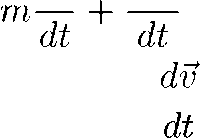 m — + —
dt dt
dv⃗
dt